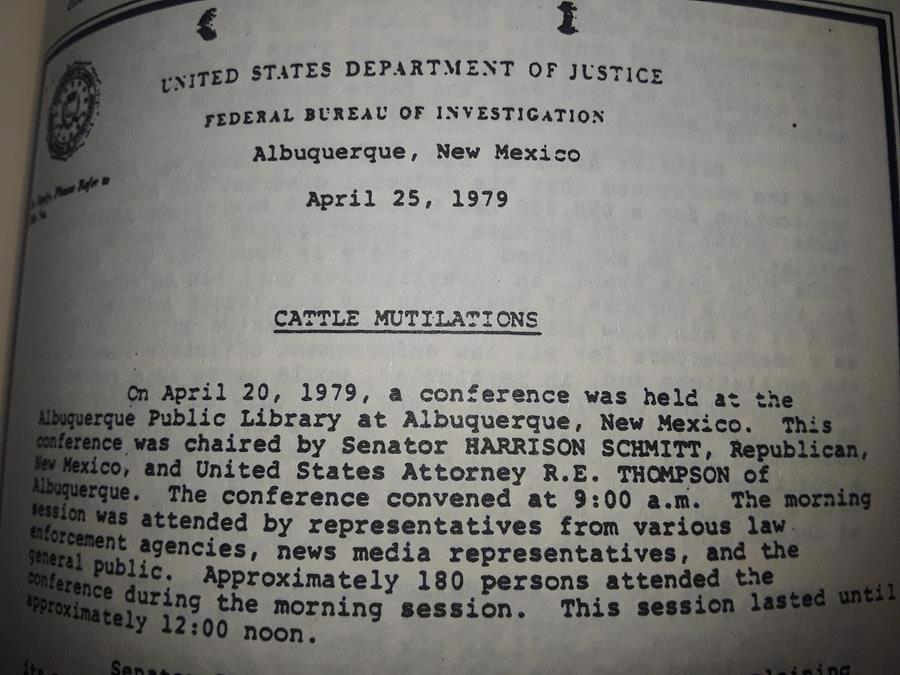 UNITED STATES DEPARTMENT OF JUSTICE
FEDERAL BUREAU OF INVESTIGATION
Albuquerque, New Mexico
April 25, 1979
Please Refer to
CATTLE MUTILATIONS
On April 20, 1979, a conference was held at the
Albuquerque Public Library at Albuquerque, New Mexico. This
conference was chaired by Senator HARRISON SCHMITT, Republican,
New Mexico, and United States Attorney R.E. THOMPSON of
Albuquerque. The conference convened at 9:00 a.m. The morning
session was attended by representatives from various law
enforcement agencies, news media representatives, and the
general public. Approximately 180 persons attended the
conference during the morning session. This session lasted until
approximately 12:00 noon.